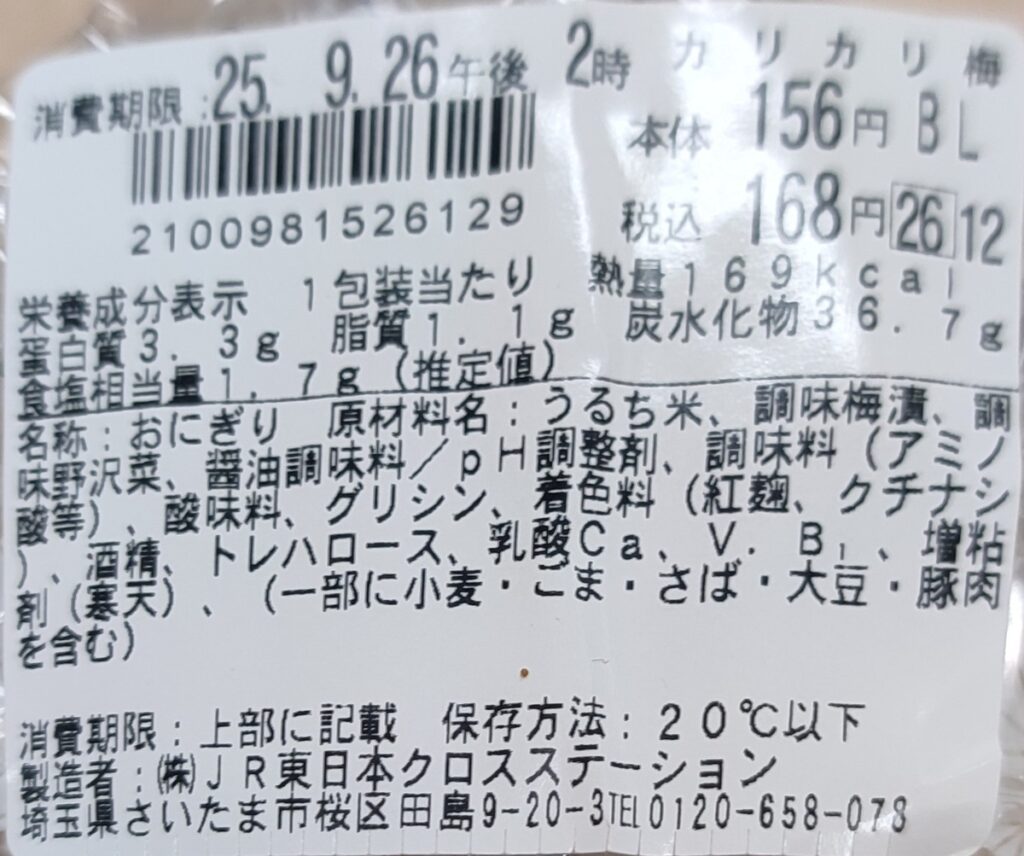 消費期限:25. 9.26午後 2時 カリカリ梅
本体 156円 BL
2100981526129 税込 168円 26 12
栄養成分表示 1包装当たり 熱量169kcal
蛋白質3.3g 脂質1.1g 炭水化物36.7g
食塩相当量1.7g(推定値)
名称:おにぎり 原材料名:うるち米、調味梅漬、調
味野沢菜、醤油調味料/pH調整剤、調味料(アミノ
酸等)、酸味料、グリシン、着色料(紅麹、クチナシ
)、酒精、トレハロース、乳酸Ca、V.B₁、増粘
剤(寒天)、(一部に小麦・ごま・さば・大豆・豚肉
を含む)
消費期限:上部に記載 保存方法:20℃以下
製造者:㈱JR東日本クロスステーション
埼玉県さいたま市桜区田島9-20-3℡0120-658-078